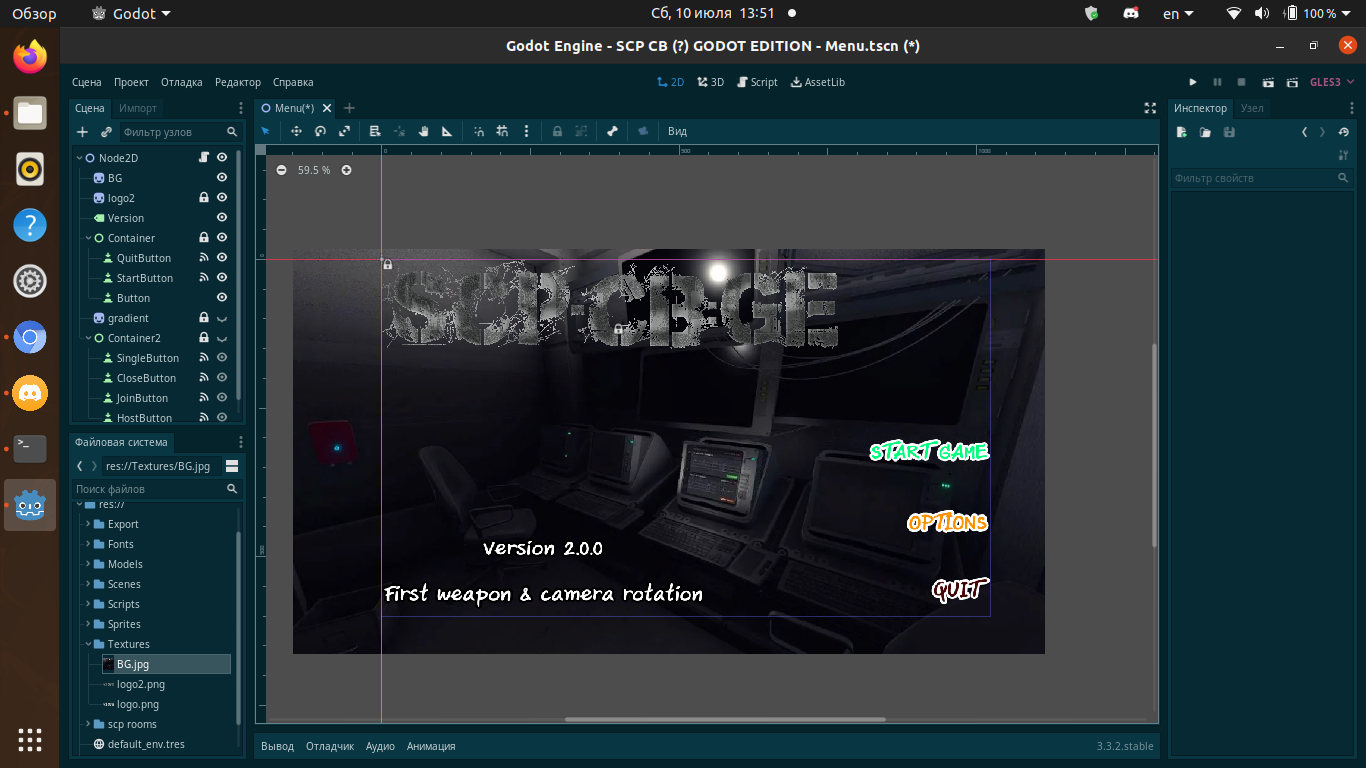 Обзор
Godot
Сб, 10 июля 13:51
en
100 %
Godot Engine - SCP CB (?) GODOT EDITION - Menu.tscn (*)
Сцена Проект Отладка Редактор Справка
2D 3D Script AssetLib
GLES3
Сцена Импорт
Menu(*)
Инспектор Узел
Фильтр узлов
Вид
Фильтр свойств
Node2D
BG
logo2
Version
Container
QuitButton
StartButton
Button
gradient
Container2
SingleButton
CloseButton
JoinButton
HostButton
Файловая система
res://Textures/BG.jpg
Поиск файлов
res://
Export
Fonts
Models
Scenes
Scripts
Sprites
Textures
BG.jpg
logo2.png
logo.png
scp rooms
default_env.tres
0 500 1000
0
500
59.5 %
SCP-CB-GE
START GAME
OPTIONS
Version 2.0.0
First weapon & camera rotation
QUIT
Вывод Отладчик Аудио Анимация
3.3.2.stable